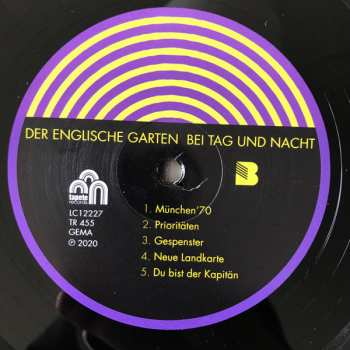 DER ENGLISCHE GARTEN BEI TAG UND NACHT
tapete
RECORDS
LC12227
TR 455
GEMA
℗ 2020
B
1. München'70
2. Prioritäten
3. Gespenster
4. Neue Landkarte
5. Du bist der Kapitän